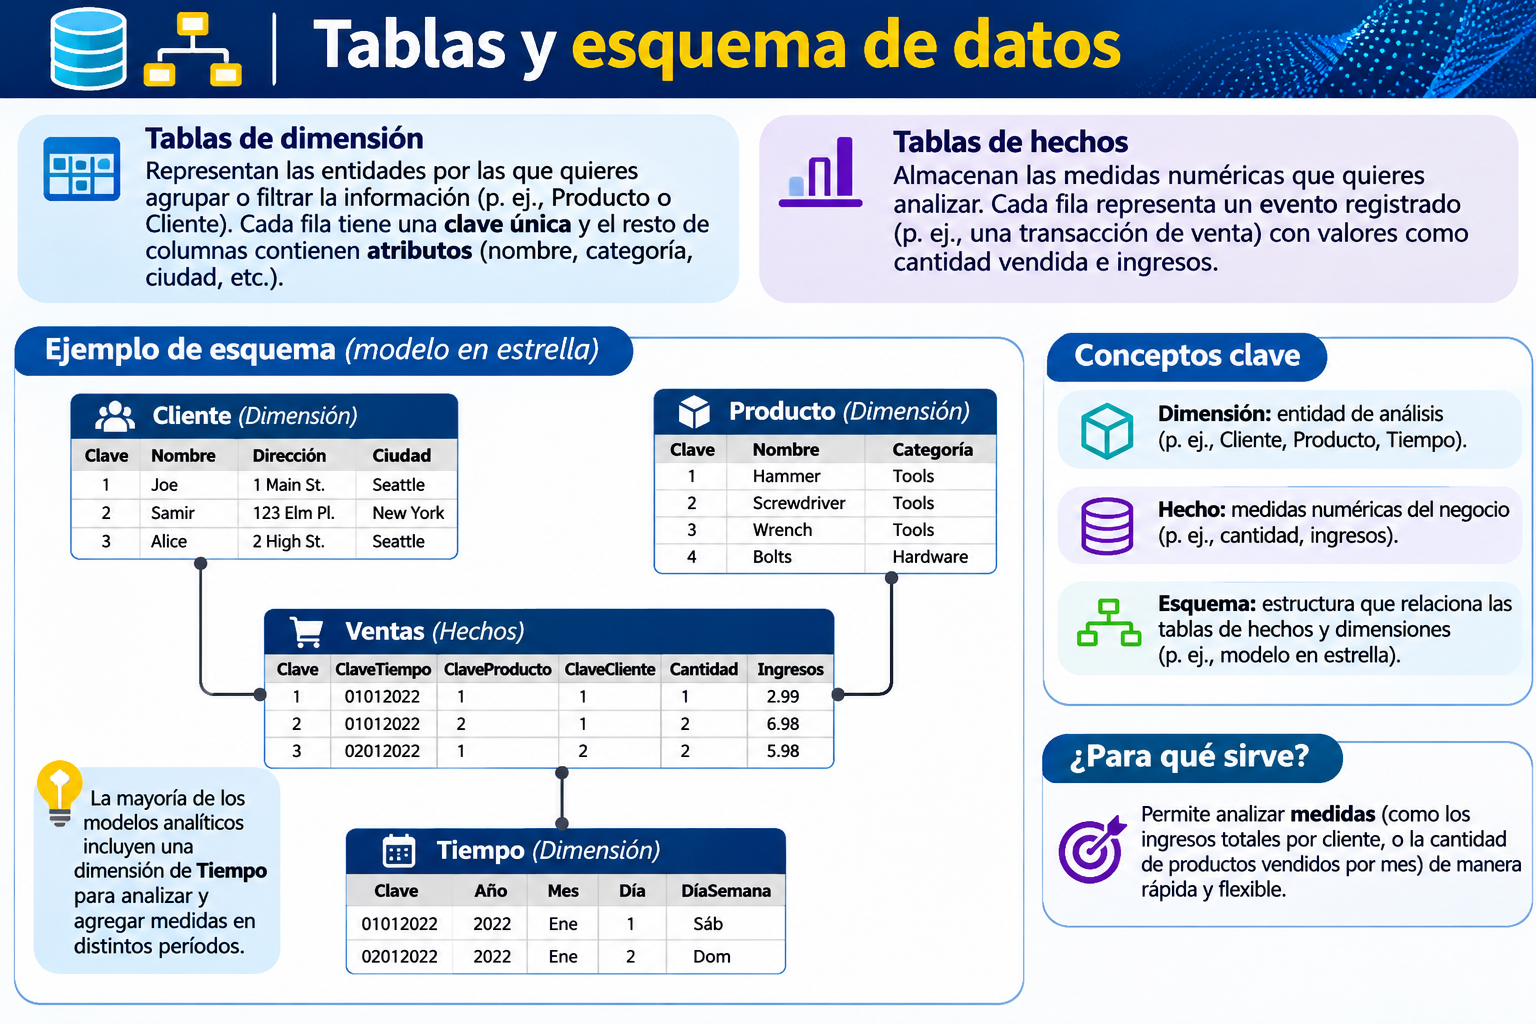 Tablas y esquema de datos
Tablas de dimensión
Representan las entidades por las que quieres
agrupar o filtrar la información (p. ej., Producto o
Cliente). Cada fila tiene una clave única y el resto de
columnas contienen atributos (nombre, categoría,
ciudad, etc.).
Tablas de hechos
Almacenan las medidas numéricas que quieres
analizar. Cada fila representa un evento registrado
(p. ej., una transacción de venta) con valores como
cantidad vendida e ingresos.
Ejemplo de esquema (modelo en estrella)
Cliente (Dimensión)
Clave Nombre Dirección Ciudad
1 Joe 1 Main St. Seattle
2 Samir 123 Elm Pl. New York
3 Alice 2 High St. Seattle
Producto (Dimensión)
Clave Nombre Categoría
1 Hammer Tools
2 Screwdriver Tools
3 Wrench Tools
4 Bolts Hardware
Ventas (Hechos)
Clave ClaveTiempo ClaveProducto ClaveCliente Cantidad Ingresos
1 01012022 1 1 1 2.99
2 01012022 2 1 2 6.98
3 02012022 1 2 2 5.98
La mayoría de los
modelos analíticos
incluyen una
dimensión de Tiempo
para analizar y
agregar medidas en
distintos períodos.
Tiempo (Dimensión)
Clave Año Mes Día DíaSemana
01012022 2022 Ene 1 Sáb
02012022 2022 Ene 2 Dom
Conceptos clave
Dimensión: entidad de análisis
(p. ej., Cliente, Producto, Tiempo).
Hecho: medidas numéricas del negocio
(p. ej., cantidad, ingresos).
Esquema: estructura que relaciona las
tablas de hechos y dimensiones
(p. ej., modelo en estrella).
¿Para qué sirve?
Permite analizar medidas (como los
ingresos totales por cliente, o la cantidad
de productos vendidos por mes) de manera
rápida y flexible.